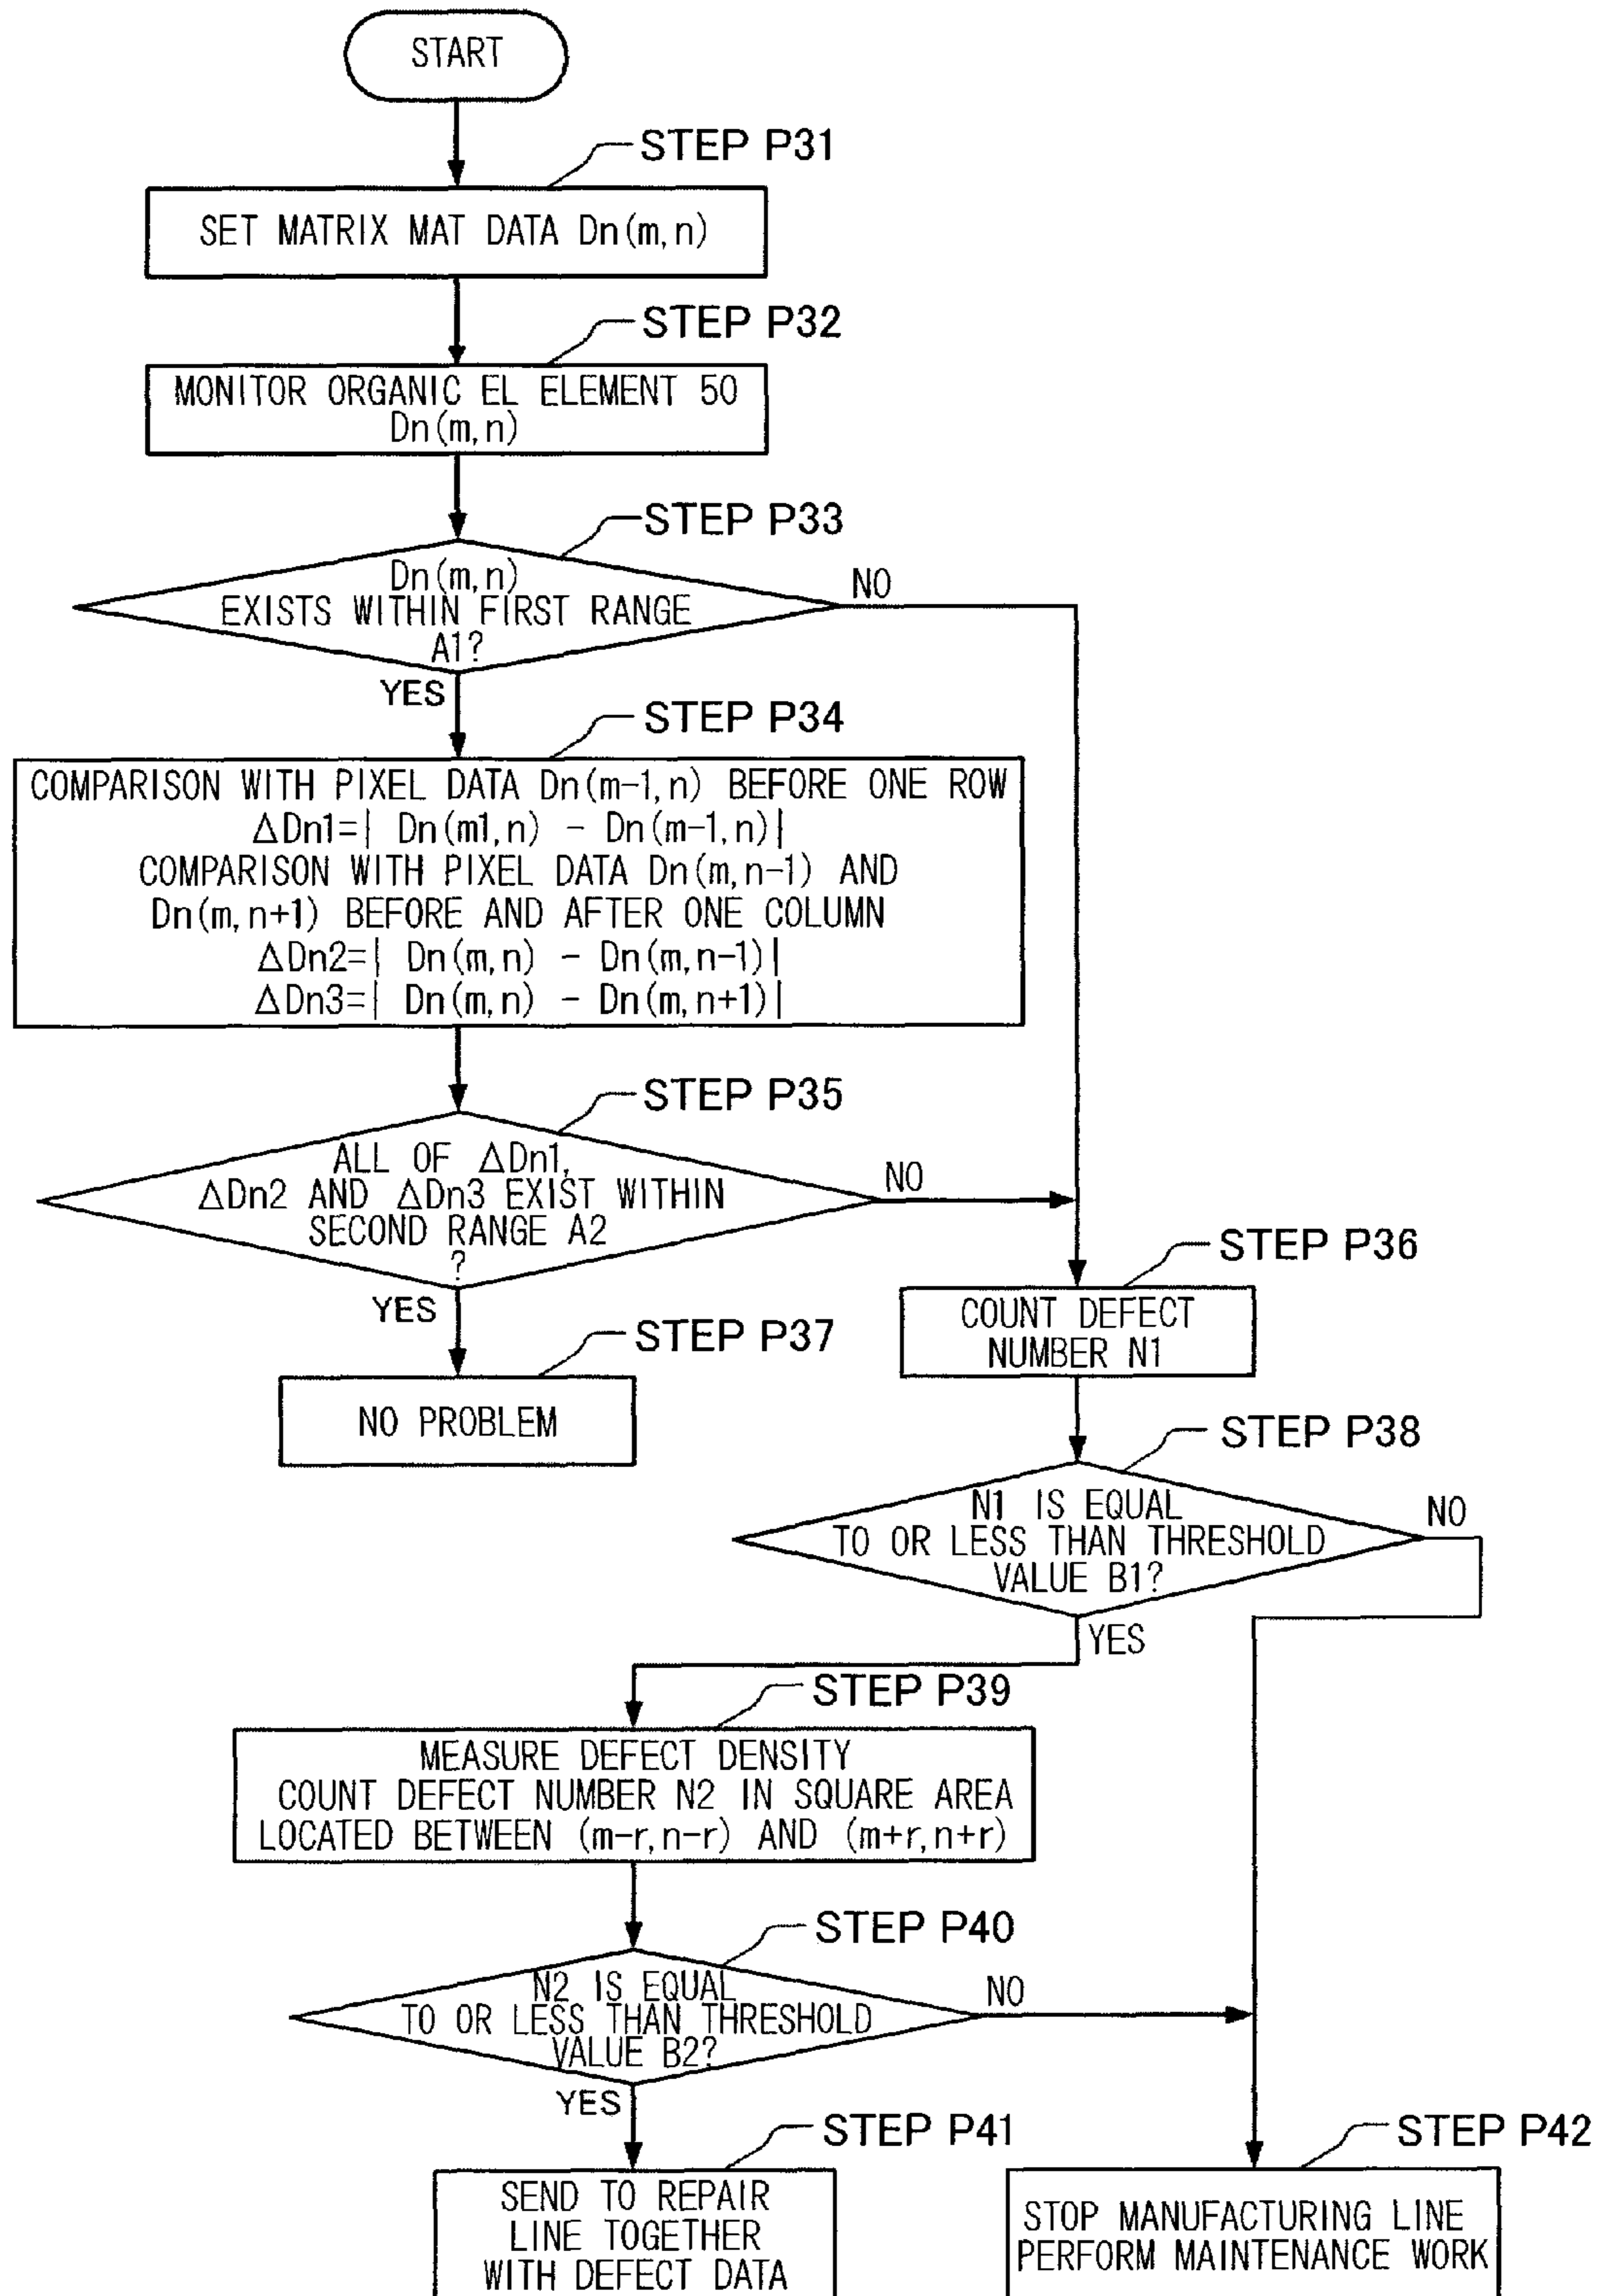 START
STEP P31
SET MATRIX MAT DATA Dn(m,n)
STEP P32
MONITOR ORGANIC EL ELEMENT 50
Dn(m,n)
STEP P33
Dn(m,n)
EXISTS WITHIN FIRST RANGE
A1?
NO
YES
STEP P34
COMPARISON WITH PIXEL DATA Dn(m-1,n) BEFORE ONE ROW
ΔDn1=| Dn(m1,n) - Dn(m-1,n)|
COMPARISON WITH PIXEL DATA Dn(m,n-1) AND
Dn(m,n+1) BEFORE AND AFTER ONE COLUMN
ΔDn2=| Dn(m,n) - Dn(m,n-1)|
ΔDn3=| Dn(m,n) - Dn(m,n+1)|
STEP P35
ALL OF ΔDn1,
ΔDn2 AND ΔDn3 EXIST WITHIN
SECOND RANGE A2
?
NO
YES
STEP P36
COUNT DEFECT
NUMBER N1
STEP P37
NO PROBLEM
STEP P38
N1 IS EQUAL
TO OR LESS THAN THRESHOLD
VALUE B1?
NO
YES
STEP P39
MEASURE DEFECT DENSITY
COUNT DEFECT NUMBER N2 IN SQUARE AREA
LOCATED BETWEEN (m-r,n-r) AND (m+r,n+r)
STEP P40
N2 IS EQUAL
TO OR LESS THAN THRESHOLD
VALUE B2?
NO
YES
STEP P41
SEND TO REPAIR
LINE TOGETHER
WITH DEFECT DATA
STEP P42
STOP MANUFACTURING LINE
PERFORM MAINTENANCE WORK